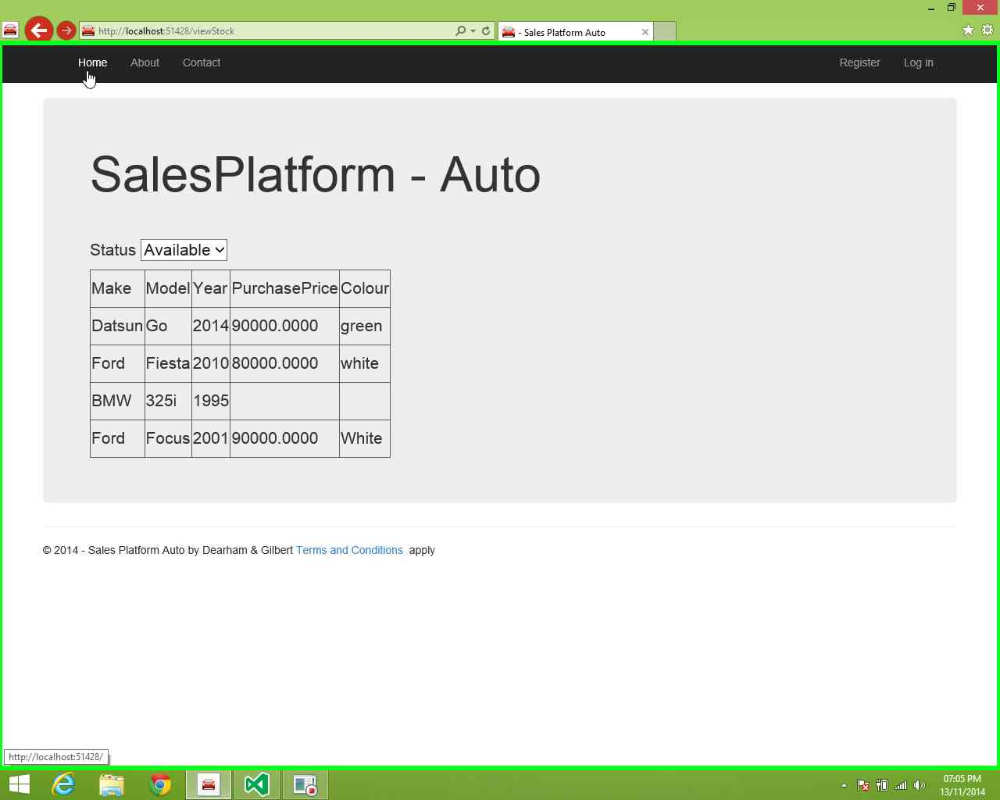 http://localhost:51428/viewStock
- Sales Platform Auto
Home About Contact Register Log in
SalesPlatform - Auto
Status Available
Make Model Year PurchasePrice Colour
Datsun Go 2014 90000.0000 green
Ford Fiesta 2010 80000.0000 white
BMW 325i 1995
Ford Focus 2001 90000.0000 White
© 2014 - Sales Platform Auto by Dearham & Gilbert Terms and Conditions apply
http://localhost:51428/
07:05 PM
13/11/2014